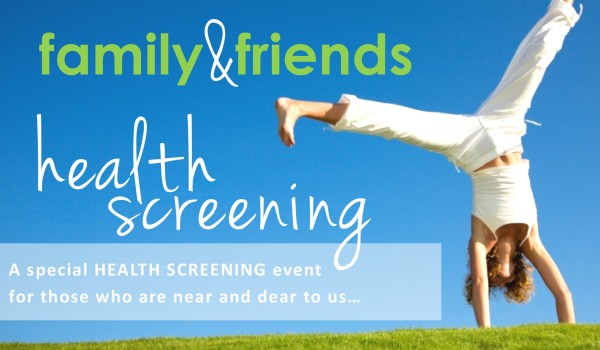 family&friends
health
screening
A special HEALTH SCREENING event
for those who are near and dear to us…